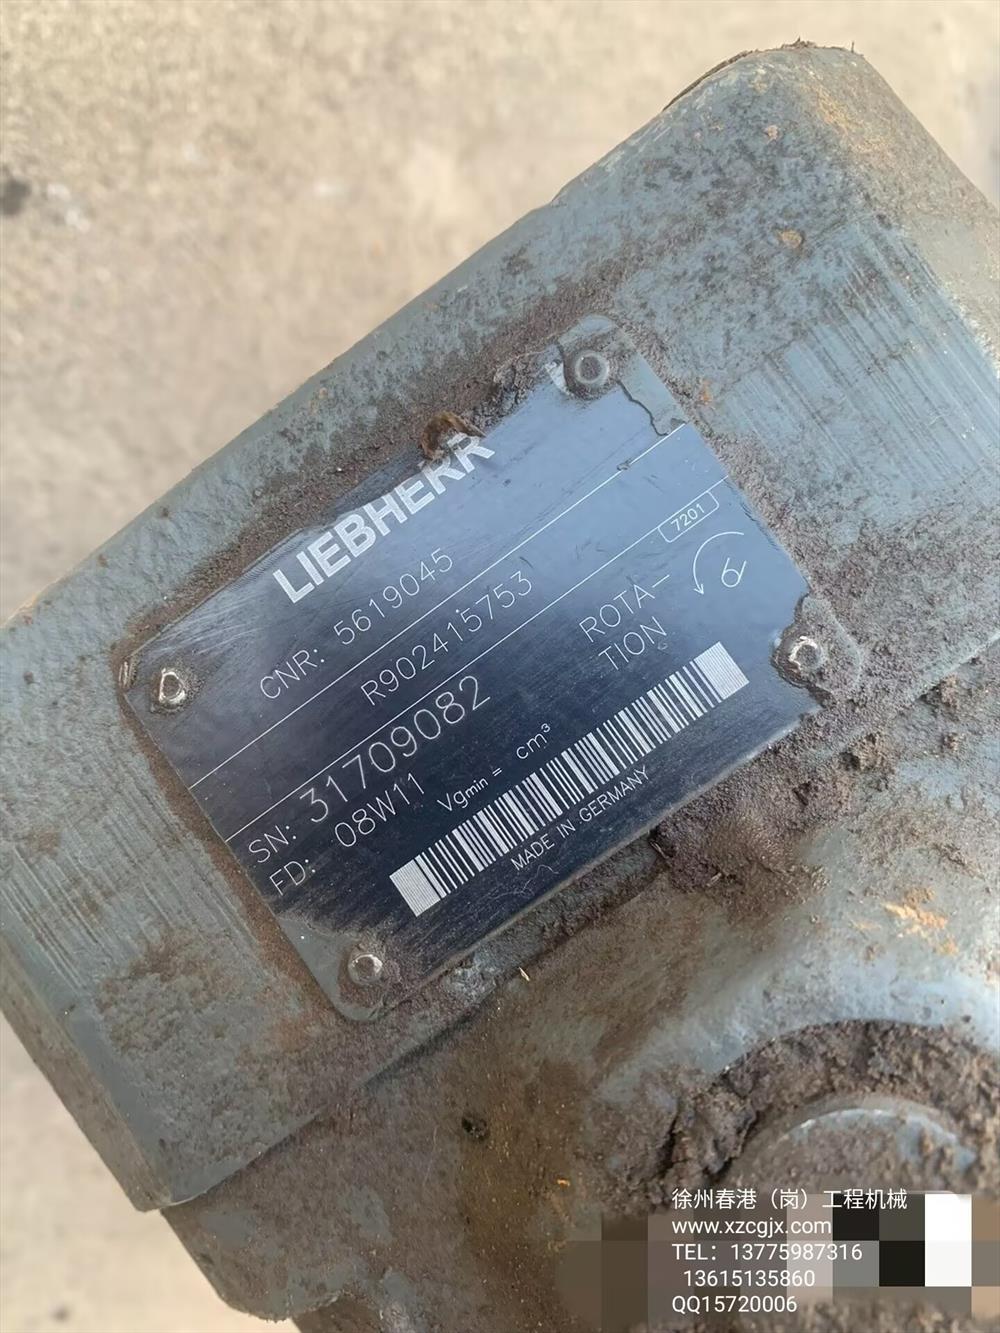 LIEBHERR
CNR: 5619045
R902415753
7201
SN: 31709082
FD: 08W11
ROTA-
TION
Vgmin = cm³
MADE IN GERMANY
徐州春港（岗）工程机械
www.xzcgjx.com
TEL：13775987316
13615135860
QQ15720006